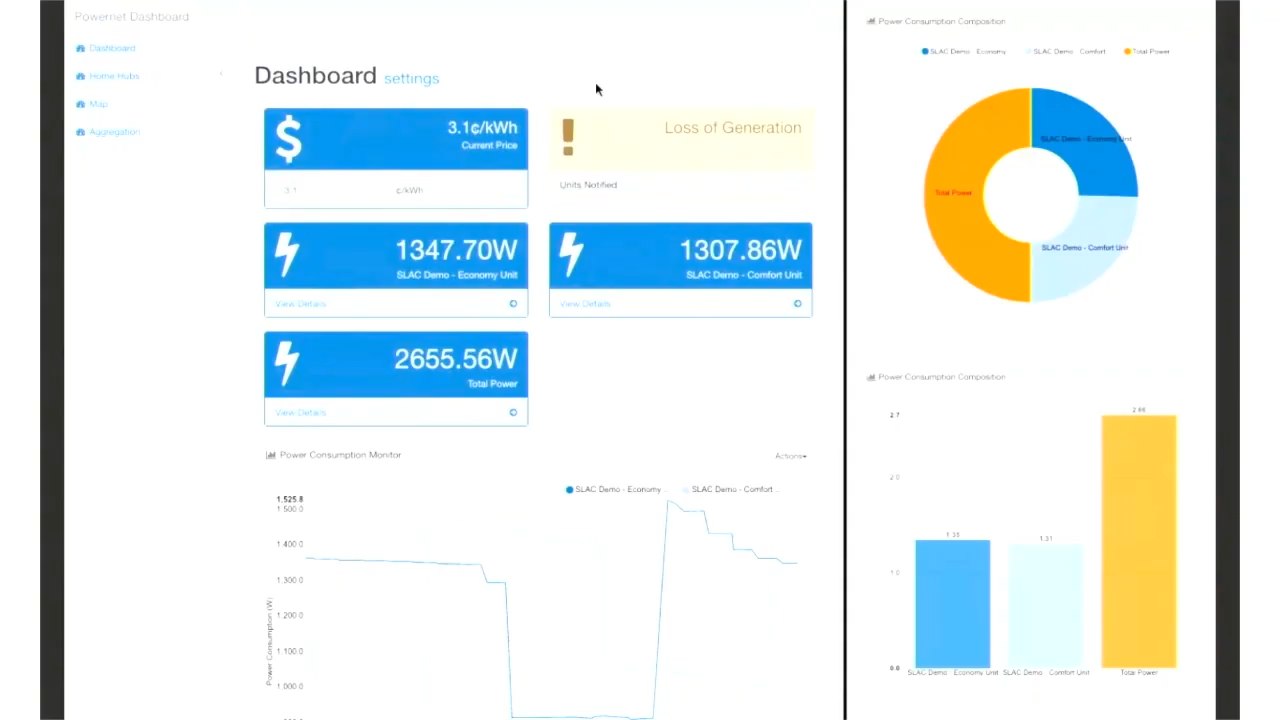 Powernet Dashboard
Dashboard
Home Hubs
Map
Aggregation
Dashboard settings
3.1¢/kWh
Current Price
3.1 ¢/kWh
Loss of Generation
Units Notified
1347.70W
SLAC Demo - Economy Unit
View Details
1307.86W
SLAC Demo - Comfort Unit
View Details
2655.56W
Total Power
View Details
Power Consumption Monitor
Actions
SLAC Demo - Economy ... SLAC Demo - Comfort ...
1,525.8
1,500.0
1,400.0
1,300.0
1,200.0
1,100.0
1,000.0
Power Consumption (W)
Power Consumption Composition
SLAC Demo - Economy SLAC Demo - Comfort Total Power
SLAC Demo - Economy Unit
Total Power
SLAC Demo - Comfort Unit
Power Consumption Composition
2.66
2.7
2.0
1.35
1.31
1.0
0.0
SLAC Demo - Economy Unit SLAC Demo - Comfort Unit Total Power